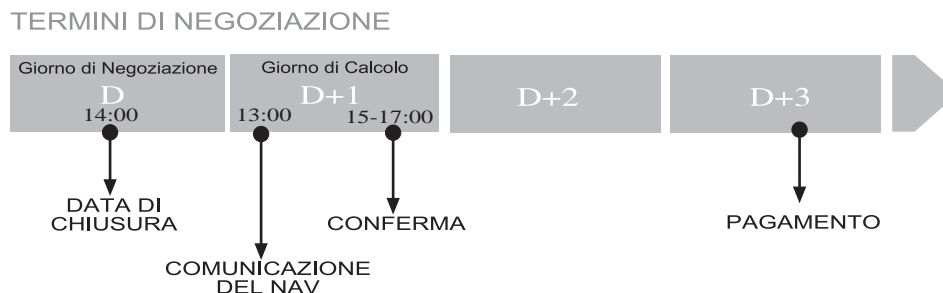 TERMINI DI NEGOZIAZIONE
Giorno di Negoziazione
D
14:00
Giorno di Calcolo
D+1
13:00
15-17:00
D+2
D+3
DATA DI
CHIUSURA
COMUNICAZIONE
DEL NAV
CONFERMA
PAGAMENTO